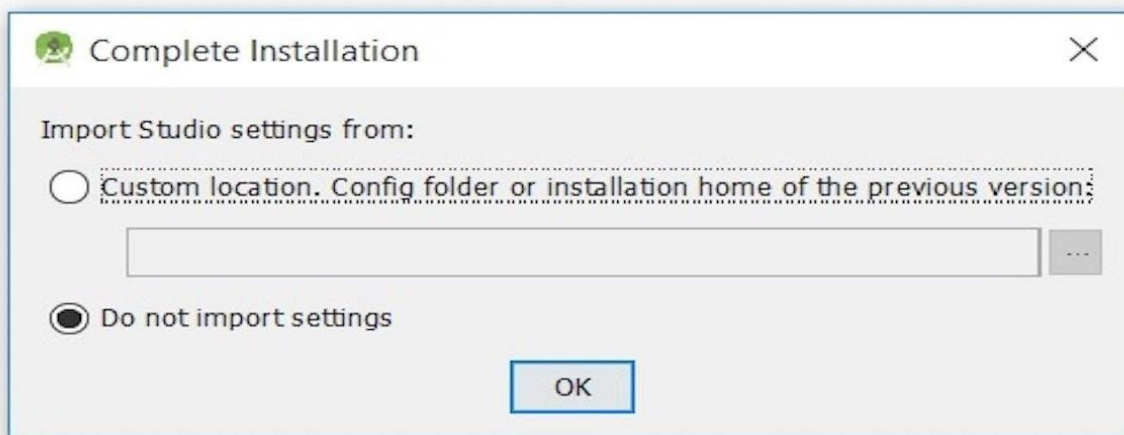 Complete Installation
Import Studio settings from:
Custom location. Config folder or installation home of the previous version:
...
Do not import settings
OK